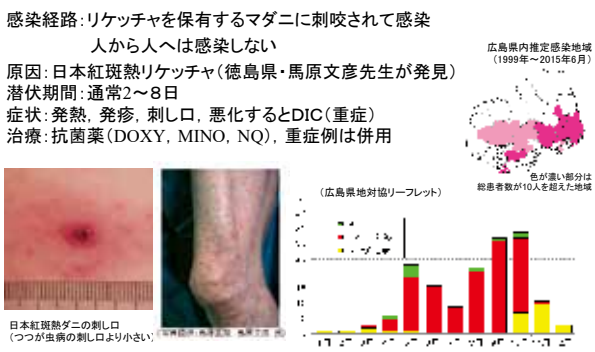 感染経路：リケッチャを保有するマダニに刺咬されて感染
人から人へは感染しない
原因：日本紅斑熱リケッチャ（徳島県・馬原文彦先生が発見）
潜伏期間：通常2～８日
症状：発熱，発疹，刺し口，悪化するとDIC（重症）
治療：抗菌薬（DOXY，MINO，NQ），重症例は併用
広島県内推定感染地域
（1999年～2015年6月）
色が濃い部分は
総患者数が10人を超えた地域
（広島県地対協リーフレット）
日本紅斑熱ダニの刺し口
（つつが虫病の刺し口より小さい）